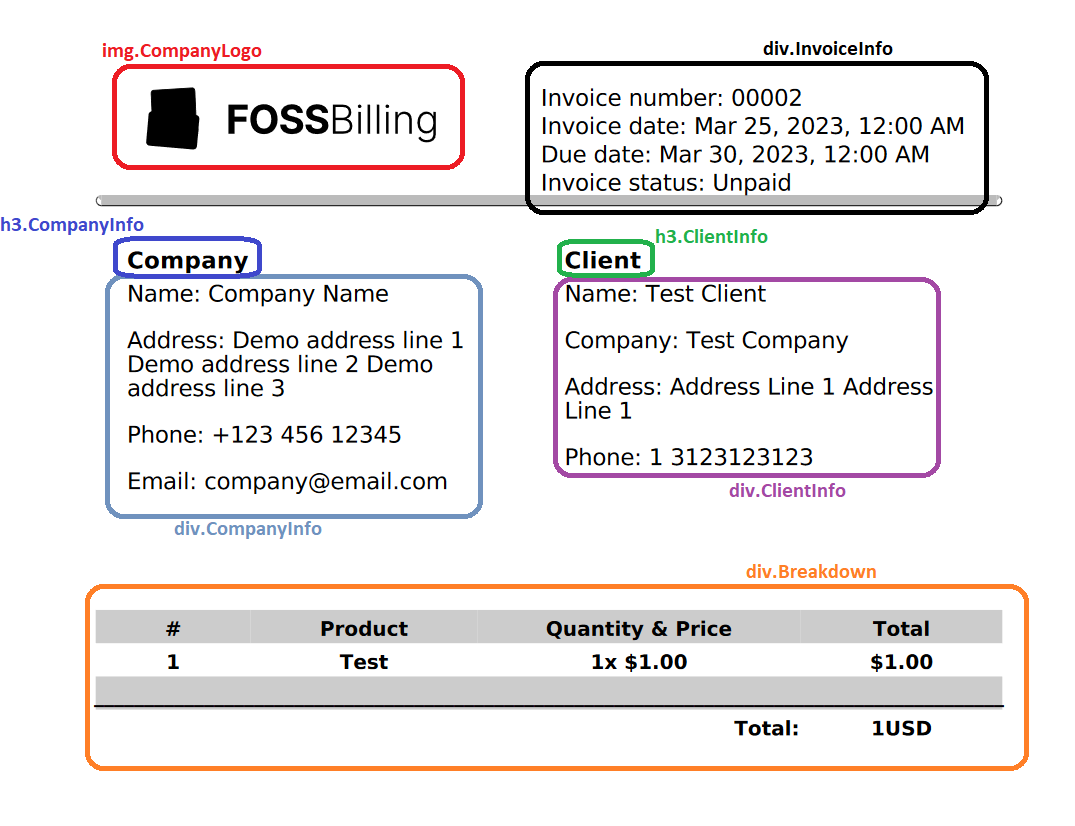 img.CompanyLogo
div.InvoiceInfo
FOSSBilling
Invoice number: 00002
Invoice date: Mar 25, 2023, 12:00 AM
Due date: Mar 30, 2023, 12:00 AM
Invoice status: Unpaid
h3.CompanyInfo
Company
Name: Company Name
Address: Demo address line 1
Demo address line 2 Demo
address line 3
Phone: +123 456 12345
Email: company@email.com
div.CompanyInfo
h3.ClientInfo
Client
Name: Test Client
Company: Test Company
Address: Address Line 1 Address
Line 1
Phone: 1 3123123123
div.ClientInfo
div.Breakdown
# Product Quantity & Price Total
1 Test 1x $1.00 $1.00
Total: 1USD